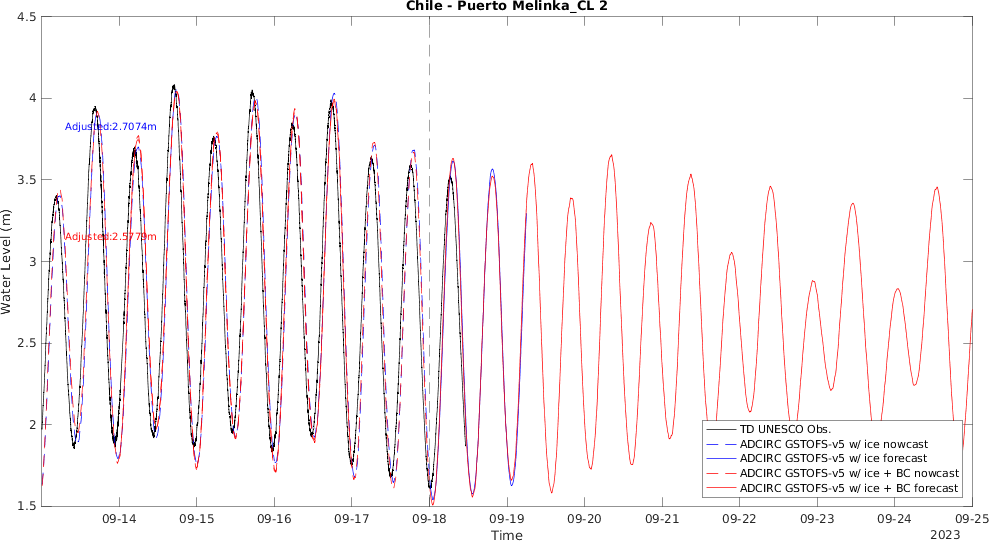 Chile - Puerto Melinka_CL 2
4.5
4
3.5
3
2.5
2
1.5
Water Level (m)
Adjusted:2.7074m
Adjusted:2.5779m
TD UNESCO Obs.
ADCIRC GSTOFS-v5 w/ ice nowcast
ADCIRC GSTOFS-v5 w/ ice forecast
ADCIRC GSTOFS-v5 w/ ice + BC nowcast
ADCIRC GSTOFS-v5 w/ ice + BC forecast
09-14 09-15 09-16 09-17 09-18 09-19 09-20 09-21 09-22 09-23 09-24 09-25
Time
2023